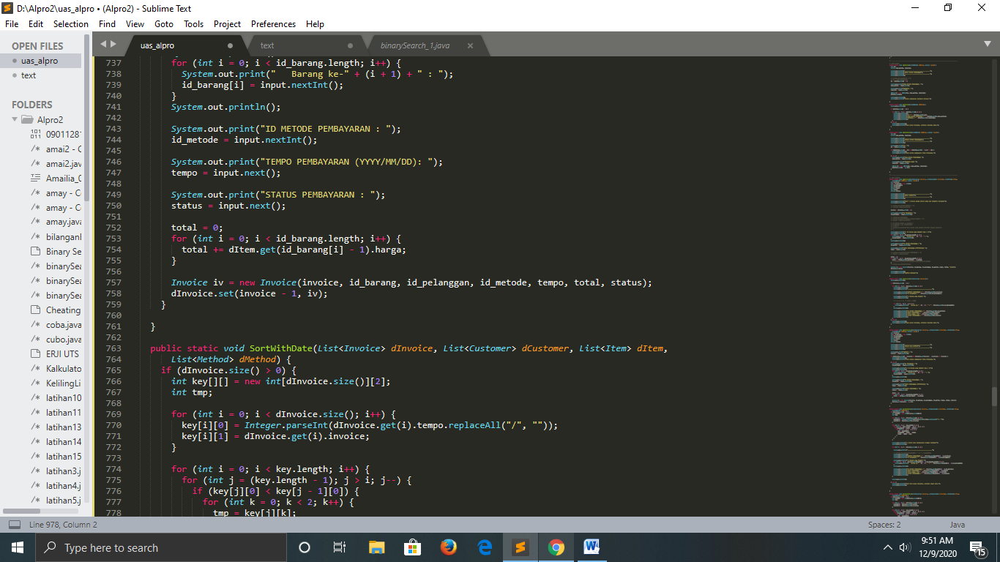 D:\Alpro2\uas_alpro • (Alpro2) - Sublime Text
File Edit Selection Find View Goto Tools Project Preferences Help
OPEN FILES
uas_alpro
text
FOLDERS
Alpro2
09011281
amai2 - C
amai2.jav
Amailia_0
amay - Co
amay - Co
amay.java
bilanganl
Binary Se
binarySea
binarySea
binarySea
Cheating
coba.java
cubo.java
ERJI UTS
Kalkulato
KelilingLi
latihan10
latihan11
latihan13
latihan14
latihan15
latihan3.j
latihan4.j
latihan5.j
uas_alpro text binarySearch_1.java
737 for (int i = 0; i < id_barang.length; i++) {
738 System.out.print("   Barang ke-" + (i + 1) + " : ");
739 id_barang[i] = input.nextInt();
740 }
741 System.out.println();
742
743 System.out.print("ID METODE PEMBAYARAN : ");
744 id_metode = input.nextInt();
745
746 System.out.print("TEMPO PEMBAYARAN (YYYY/MM/DD): ");
747 tempo = input.next();
748
749 System.out.print("STATUS PEMBAYARAN : ");
750 status = input.next();
751
752 total = 0;
753 for (int i = 0; i < id_barang.length; i++) {
754 total += dItem.get(id_barang[i] - 1).harga;
755 }
756
757 Invoice iv = new Invoice(invoice, id_barang, id_pelanggan, id_metode, tempo, total, status);
758 dInvoice.set(invoice - 1, iv);
759 }
760
761 }
762
763 public static void SortWithDate(List<Invoice> dInvoice, List<Customer> dCustomer, List<Item> dItem,
764 List<Method> dMethod) {
765 if (dInvoice.size() > 0) {
766 int key[][] = new int[dInvoice.size()][2];
767 int tmp;
768
769 for (int i = 0; i < dInvoice.size(); i++) {
770 key[i][0] = Integer.parseInt(dInvoice.get(i).tempo.replaceAll("/", ""));
771 key[i][1] = dInvoice.get(i).invoice;
772 }
773
774 for (int i = 0; i < key.length; i++) {
775 for (int j = (key.length - 1); j > i; j--) {
776 if (key[j][0] < key[j - 1][0]) {
777 for (int k = 0; k < 2; k++) {
778 tmp = key[j][k];
Line 978, Column 2
Spaces: 2
Java
Type here to search
9:51 AM
12/9/2020
15